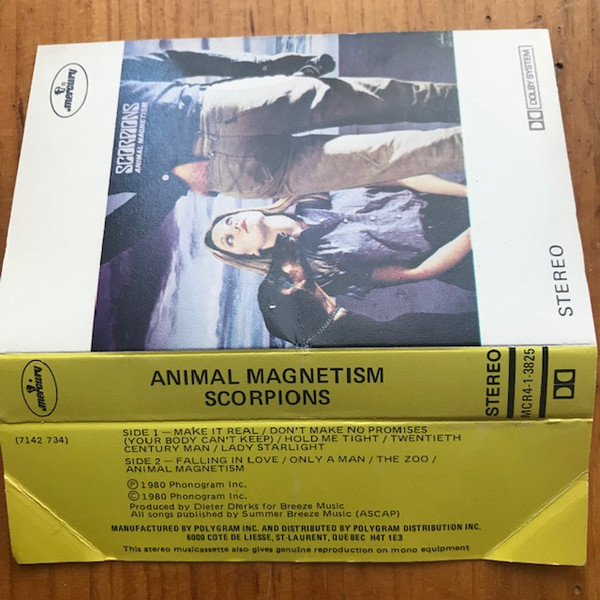 mercury
SCORPIONS
ANIMAL MAGNETISM
DOLBY SYSTEM
STEREO
mercury
ANIMAL MAGNETISM
SCORPIONS
STEREO
MCR4-1-3825
(7142 734)
SIDE 1 — MAKE IT REAL / DON'T MAKE NO PROMISES
(YOUR BODY CAN'T KEEP) / HOLD ME TIGHT / TWENTIETH
CENTURY MAN / LADY STARLIGHT
SIDE 2 — FALLING IN LOVE / ONLY A MAN / THE ZOO /
ANIMAL MAGNETISM
Ⓟ 1980 Phonogram Inc.
© 1980 Phonogram Inc.
Produced by Dieter Dierks for Breeze Music
All songs published by Summer Breeze Music (ASCAP)
MANUFACTURED BY POLYGRAM INC. AND DISTRIBUTED BY POLYGRAM DISTRIBUTION INC.
6000 COTE DE LIESSE, ST-LAURENT, QUEBEC H4T 1E3
This stereo musicassette also gives genuine reproduction on mono equipment